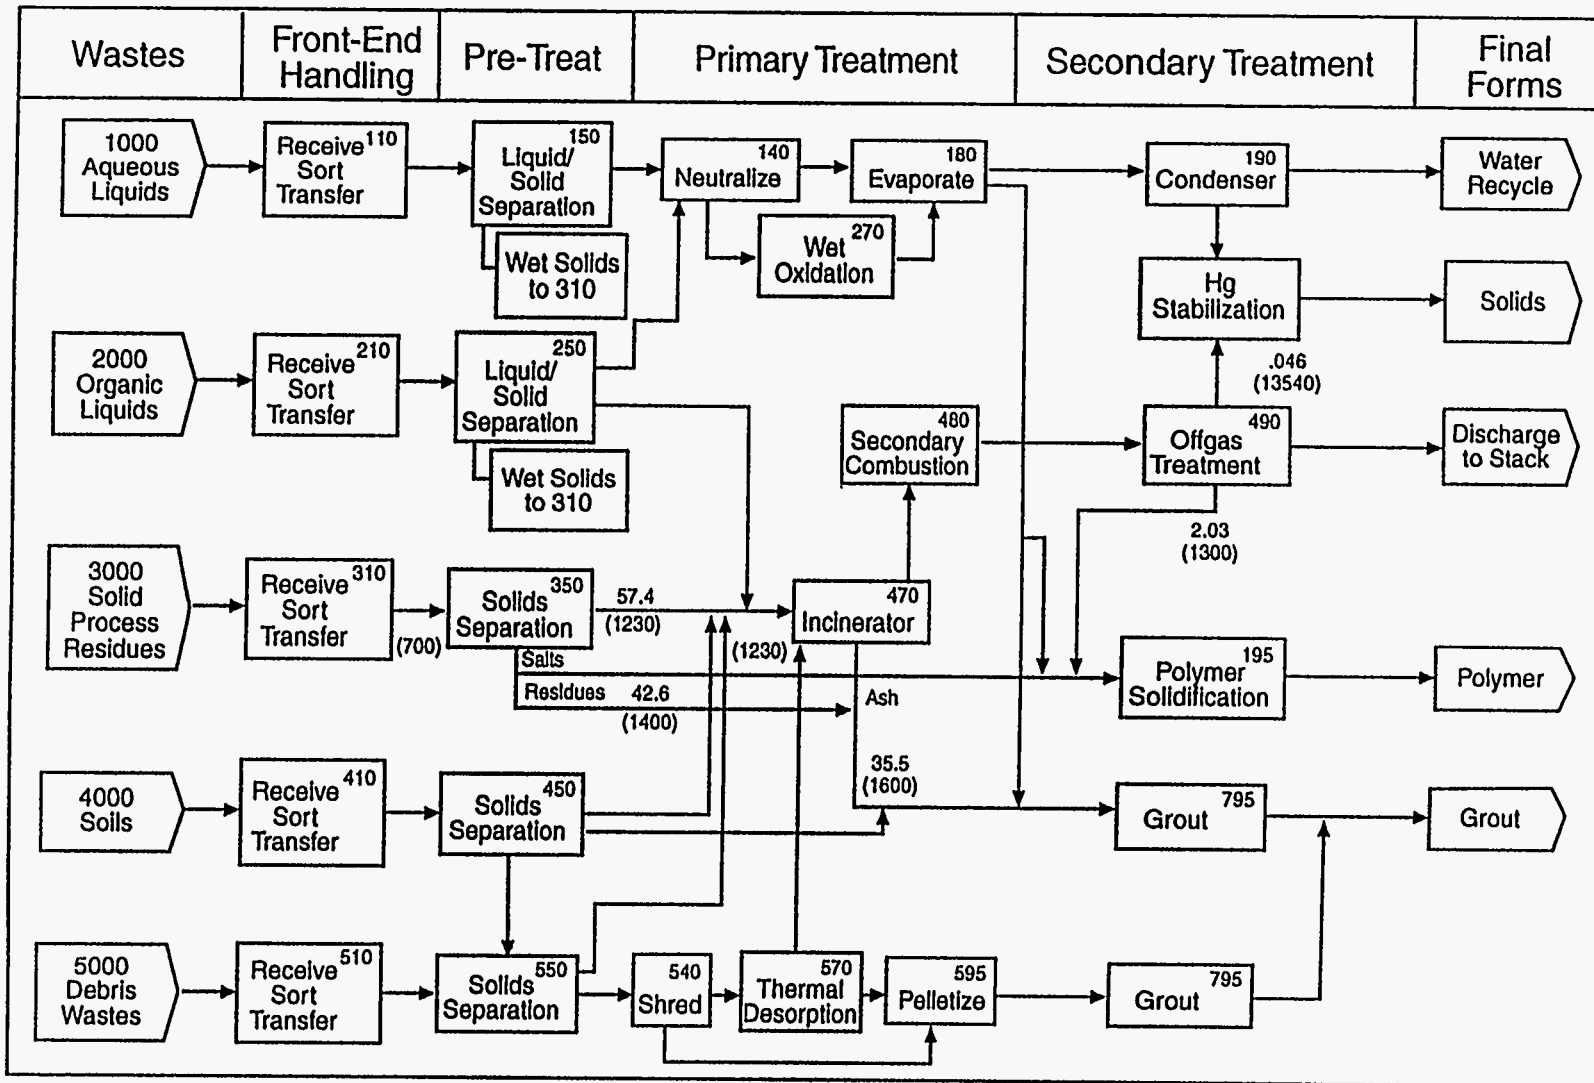 Wastes
Front-End
Handling
Pre-Treat
Primary Treatment
Secondary Treatment
Final
Forms
1000
Aqueous
Liquids
Receive 110
Sort
Transfer
150
Liquid/
Solid
Separation
Wet Solids
to 310
140
Neutralize
180
Evaporate
270
Wet
Oxidation
190
Condenser
Water
Recycle
Hg
Stabilization
Solids
2000
Organic
Liquids
Receive 210
Sort
Transfer
250
Liquid/
Solid
Separation
Wet Solids
to 310
.046
(13540)
480
Secondary
Combustion
490
Offgas
Treatment
Discharge
to Stack
2.03
(1300)
3000
Solid
Process
Residues
Receive 310
Sort
Transfer
(700)
350
Solids
Separation
57.4
(1230)
(1230)
470
Incinerator
Salts
Residues 42.6
(1400)
Ash
195
Polymer
Solidification
Polymer
4000
Soils
Receive 410
Sort
Transfer
450
Solids
Separation
35.5
(1600)
795
Grout
Grout
5000
Debris
Wastes
Receive 510
Sort
Transfer
550
Solids
Separation
540
Shred
570
Thermal
Desorption
595
Pelletize
795
Grout